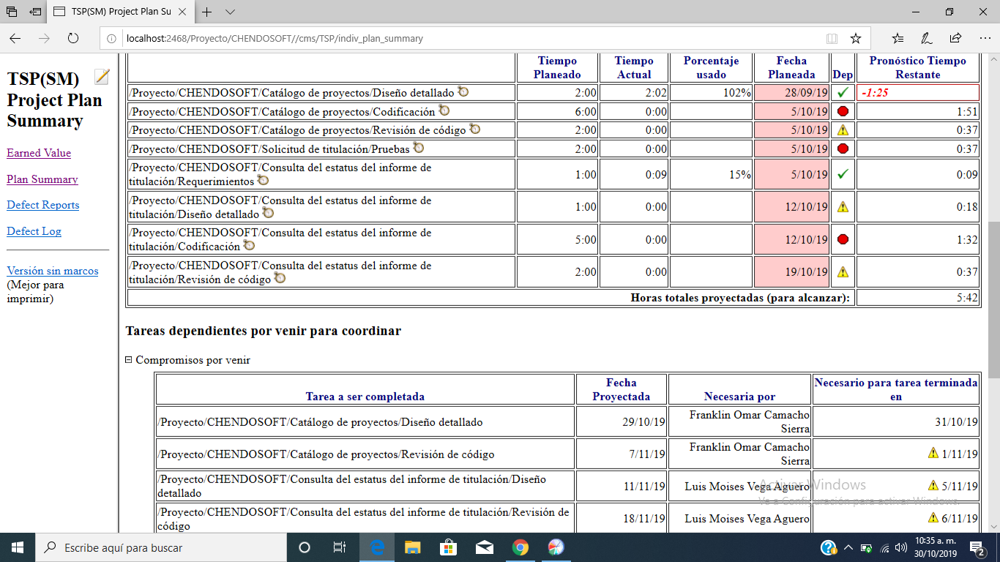 TSP(SM) Project Plan Su
localhost:2468/Proyecto/CHENDOSOFT//cms/TSP/indiv_plan_summary
TSP(SM)
Project Plan
Summary
Earned Value
Plan Summary
Defect Reports
Defect Log
Versión sin marcos
(Mejor para
imprimir)
Tiempo Planeado Tiempo Actual Porcentaje usado Fecha Planeada Dep Pronóstico Tiempo Restante
/Proyecto/CHENDOSOFT/Catálogo de proyectos/Diseño detallado 2:00 2:02 102% 28/09/19 -1:25
/Proyecto/CHENDOSOFT/Catálogo de proyectos/Codificación 6:00 0:00 5/10/19 1:51
/Proyecto/CHENDOSOFT/Catálogo de proyectos/Revisión de código 2:00 0:00 5/10/19 0:37
/Proyecto/CHENDOSOFT/Solicitud de titulación/Pruebas 2:00 0:00 5/10/19 0:37
/Proyecto/CHENDOSOFT/Consulta del estatus del informe de
titulación/Requerimientos 1:00 0:09 15% 5/10/19 0:09
/Proyecto/CHENDOSOFT/Consulta del estatus del informe de
titulación/Diseño detallado 1:00 0:00 12/10/19 0:18
/Proyecto/CHENDOSOFT/Consulta del estatus del informe de
titulación/Codificación 5:00 0:00 12/10/19 1:32
/Proyecto/CHENDOSOFT/Consulta del estatus del informe de
titulación/Revisión de código 2:00 0:00 19/10/19 0:37
Horas totales proyectadas (para alcanzar): 5:42
Tareas dependientes por venir para coordinar
Compromisos por venir
Tarea a ser completada Fecha Proyectada Necesaria por Necesario para tarea terminada en
/Proyecto/CHENDOSOFT/Catálogo de proyectos/Diseño detallado 29/10/19 Franklin Omar Camacho Sierra 31/10/19
/Proyecto/CHENDOSOFT/Catálogo de proyectos/Revisión de código 7/11/19 Franklin Omar Camacho Sierra 1/11/19
/Proyecto/CHENDOSOFT/Consulta del estatus del informe de titulación/Diseño
detallado 11/11/19 Luis Moises Vega Aguero 5/11/19
/Proyecto/CHENDOSOFT/Consulta del estatus del informe de titulación/Revisión de
código 18/11/19 Luis Moises Vega Aguero 6/11/19
Activar Windows
Ve a Configuración para activar Windows.
Escribe aquí para buscar
10:35 a. m.
30/10/2019
2